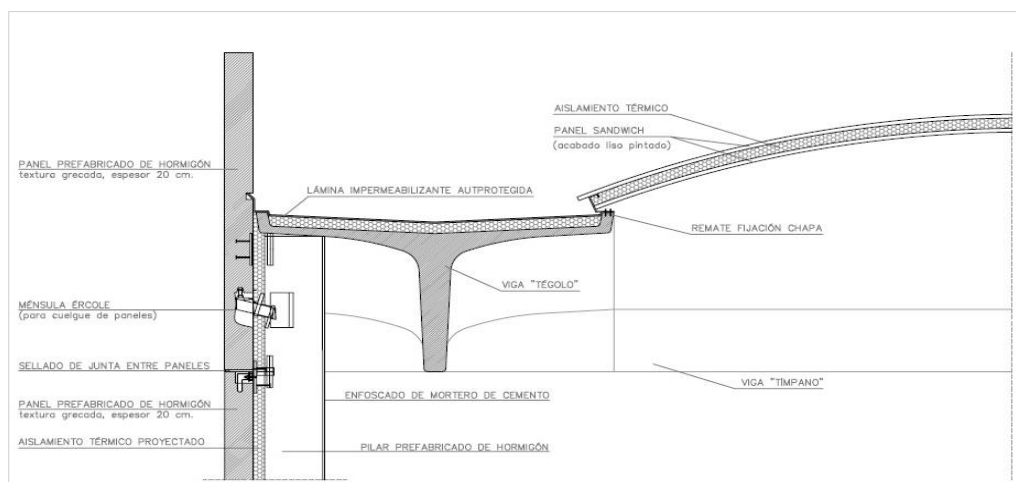 AISLAMIENTO TÉRMICO
PANEL SANDWICH
(acabado liso pintado)
PANEL PREFABRICADO DE HORMIGÓN
textura grecada, espesor 20 cm.
LÁMINA IMPERMEABILIZANTE AUTPROTEGIDA
REMATE FIJACIÓN CHAPA
VIGA "TÉGOLO"
MÉNSULA ÉRCOLE
(para cuelgue de paneles)
SELLADO DE JUNTA ENTRE PANELES
VIGA "TÍMPANO"
ENFOSCADO DE MORTERO DE CEMENTO
PANEL PREFABRICADO DE HORMIGÓN
textura grecada, espesor 20 cm.
AISLAMIENTO TÉRMICO PROYECTADO
PILAR PREFABRICADO DE HORMIGÓN